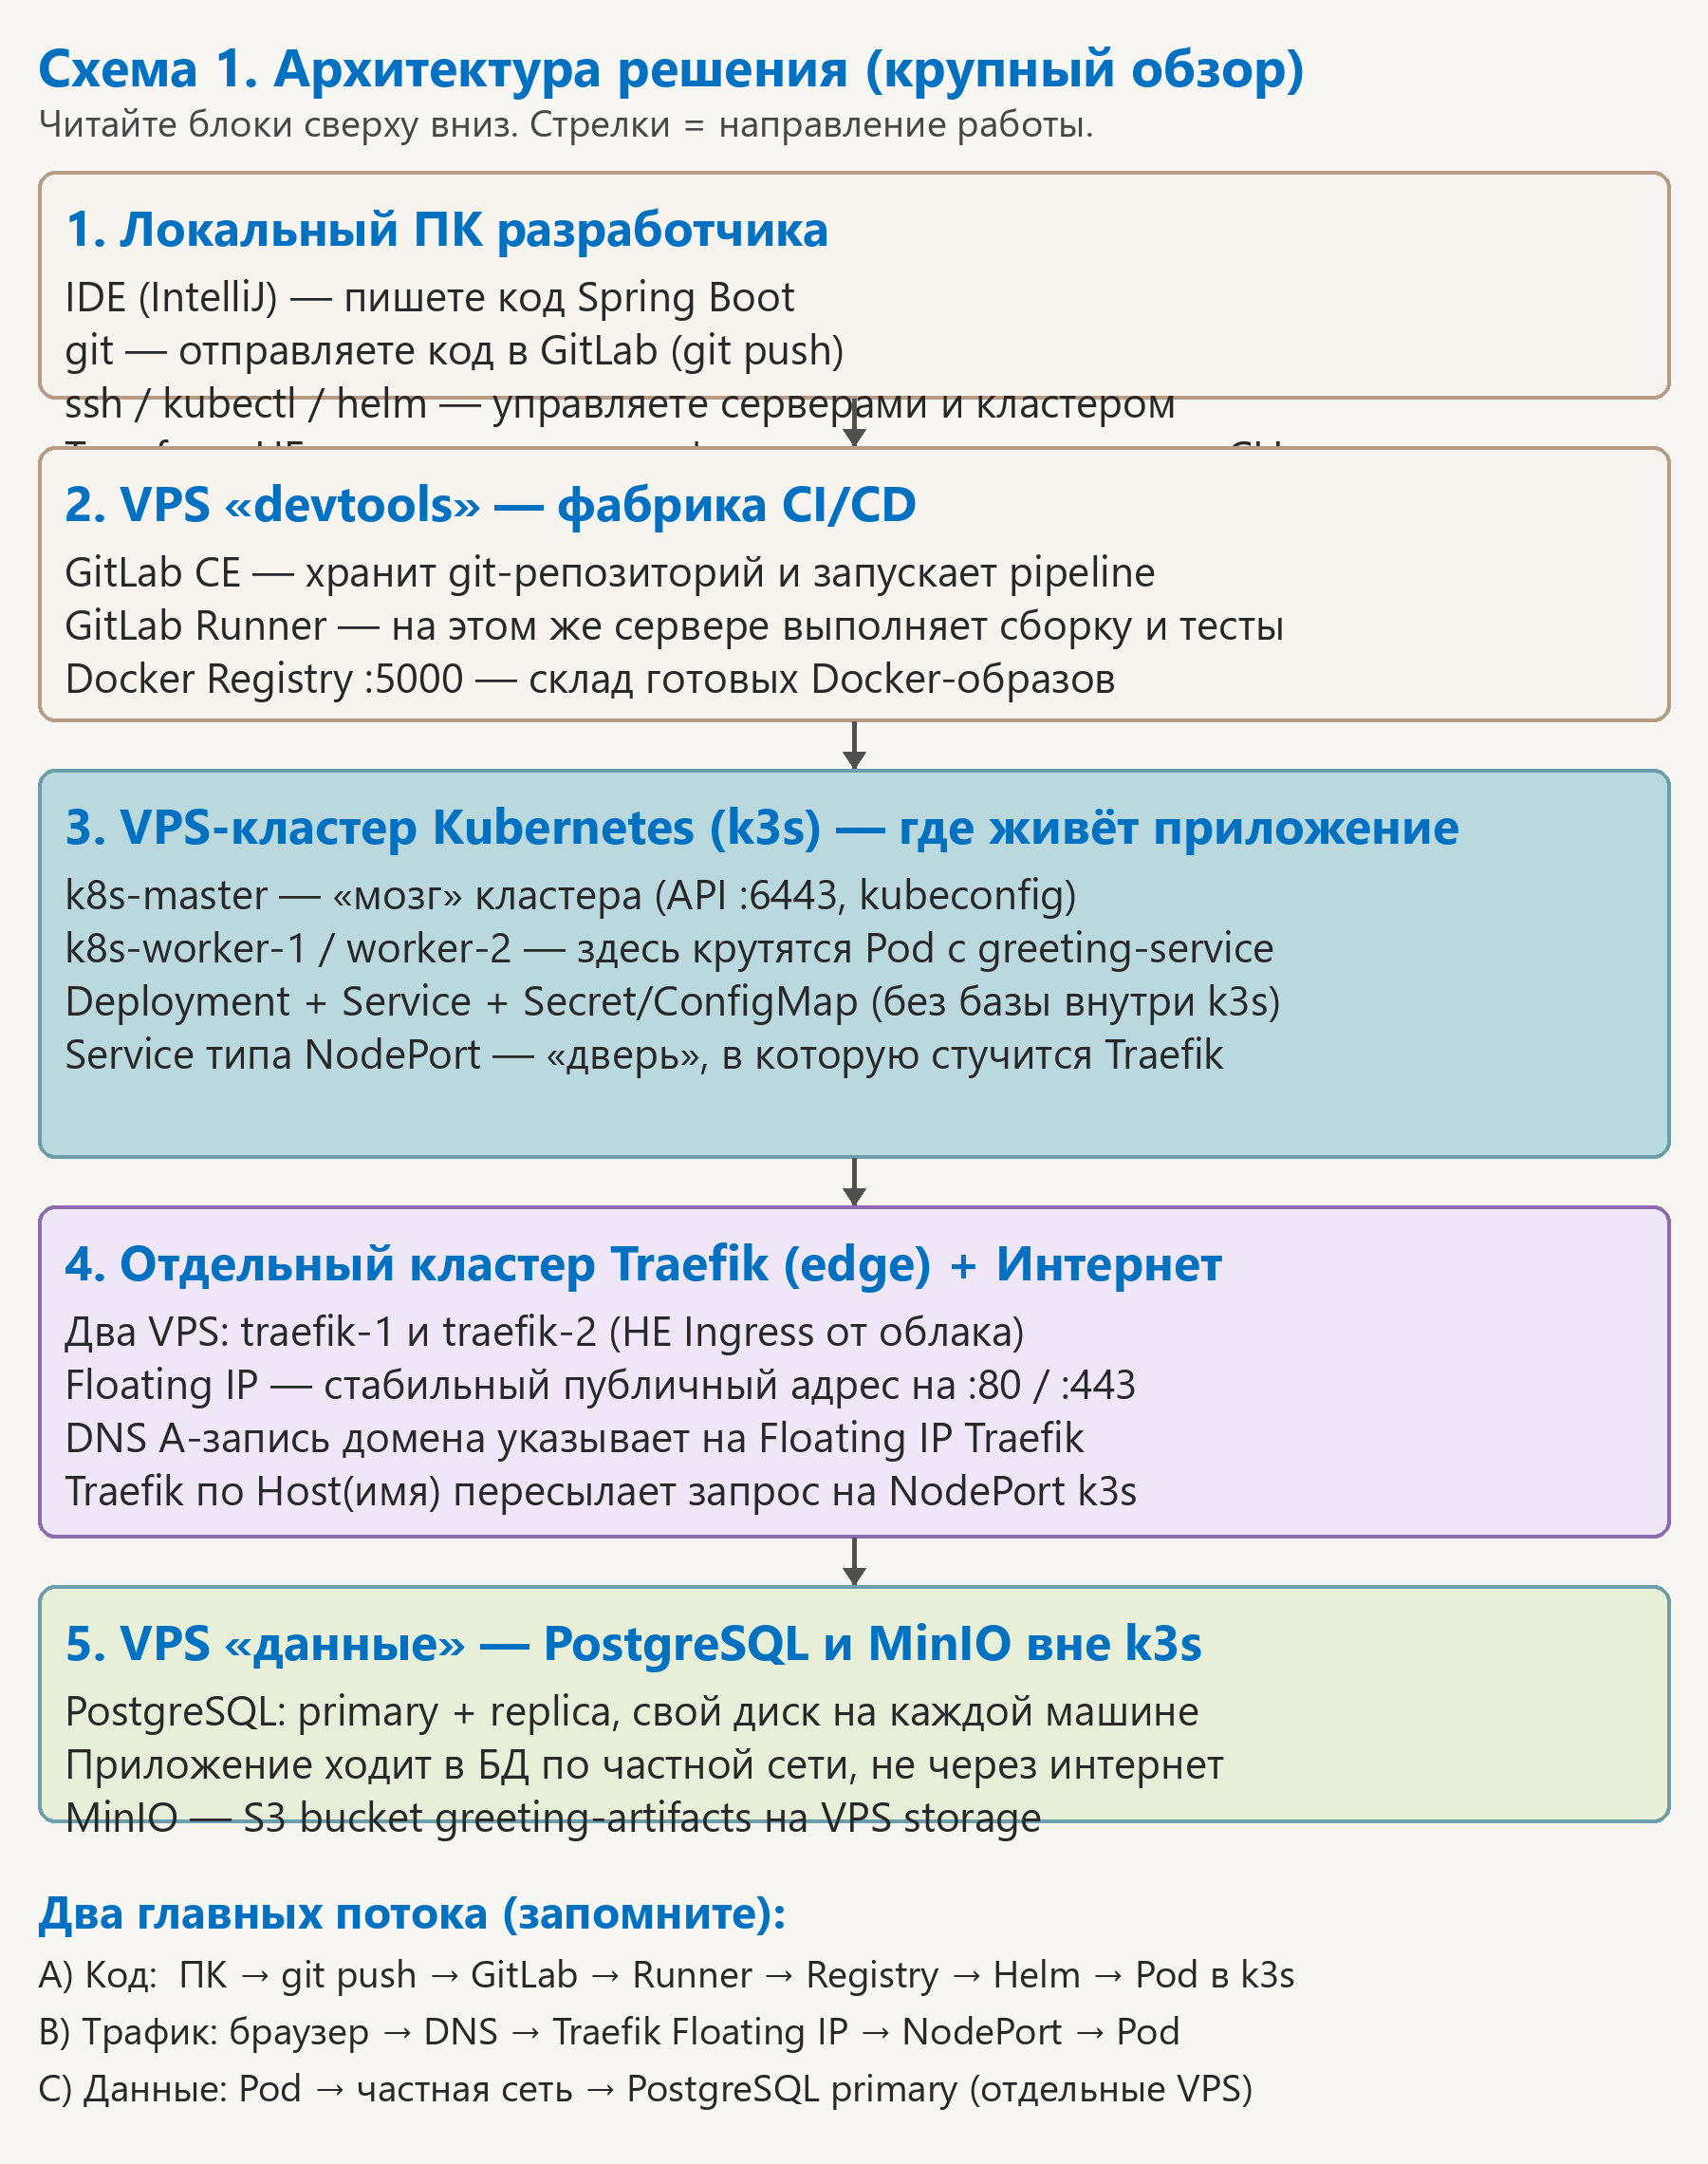 Схема 1. Архитектура решения (крупный обзор)
Читайте блоки сверху вниз. Стрелки = направление работы.
1. Локальный ПК разработчика
IDE (IntelliJ) — пишете код Spring Boot
git — отправляете код в GitLab (git push)
ssh / kubectl / helm — управляете серверами и кластером
2. VPS «devtools» — фабрика CI/CD
GitLab CE — хранит git-репозиторий и запускает pipeline
GitLab Runner — на этом же сервере выполняет сборку и тесты
Docker Registry :5000 — склад готовых Docker-образов
3. VPS-кластер Kubernetes (k3s) — где живёт приложение
k8s-master — «мозг» кластера (API :6443, kubeconfig)
k8s-worker-1 / worker-2 — здесь крутятся Pod с greeting-service
Deployment + Service + Secret/ConfigMap (без базы внутри k3s)
Service типа NodePort — «дверь», в которую стучится Traefik
4. Отдельный кластер Traefik (edge) + Интернет
Два VPS: traefik-1 и traefik-2 (НЕ Ingress от облака)
Floating IP — стабильный публичный адрес на :80 / :443
DNS A-запись домена указывает на Floating IP Traefik
Traefik по Host(имя) пересылает запрос на NodePort k3s
5. VPS «данные» — PostgreSQL и MinIO вне k3s
PostgreSQL: primary + replica, свой диск на каждой машине
Приложение ходит в БД по частной сети, не через интернет
MinIO — S3 bucket greeting-artifacts на VPS storage
Два главных потока (запомните):
A) Код:  ПК → git push → GitLab → Runner → Registry → Helm → Pod в k3s
B) Трафик: браузер → DNS → Traefik Floating IP → NodePort → Pod
C) Данные: Pod → частная сеть → PostgreSQL primary (отдельные VPS)